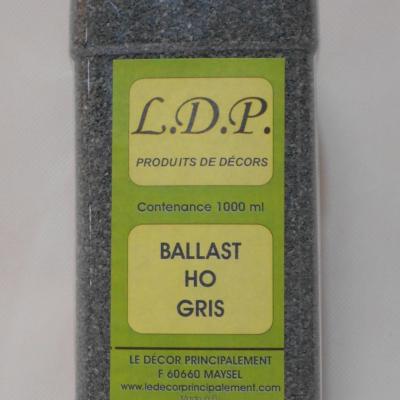 L.D.P.
PRODUITS DE DÉCORS
Contenance 1000 ml
BALLAST
HO
GRIS
LE DÉCOR PRINCIPALEMENT
F 60660 MAYSEL
www.ledecorprincipalement.com